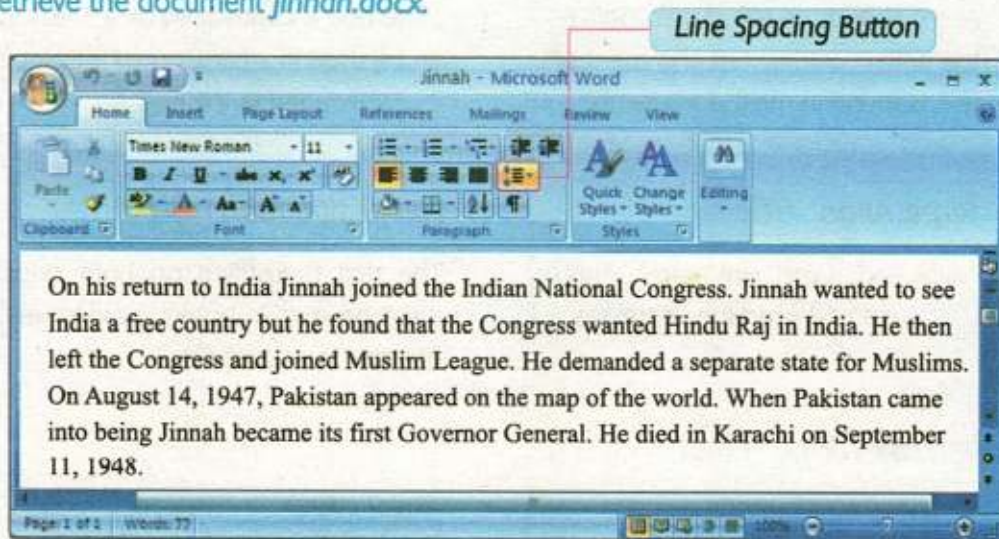 etrieve the document jinnah.docx.
Line Spacing Button
Jinnah - Microsoft Word
Home Insert Page Layout References Mailings Review View
Times New Roman 11
Paste
B I U abc
Aa A A
Quick Styles Change Styles Editing
Clipboard Font Paragraph Styles
On his return to India Jinnah joined the Indian National Congress. Jinnah wanted to see
India a free country but he found that the Congress wanted Hindu Raj in India. He then
left the Congress and joined Muslim League. He demanded a separate state for Muslims.
On August 14, 1947, Pakistan appeared on the map of the world. When Pakistan came
into being Jinnah became its first Governor General. He died in Karachi on September
11, 1948.
Page: 1 of 1 Words: 77 100%